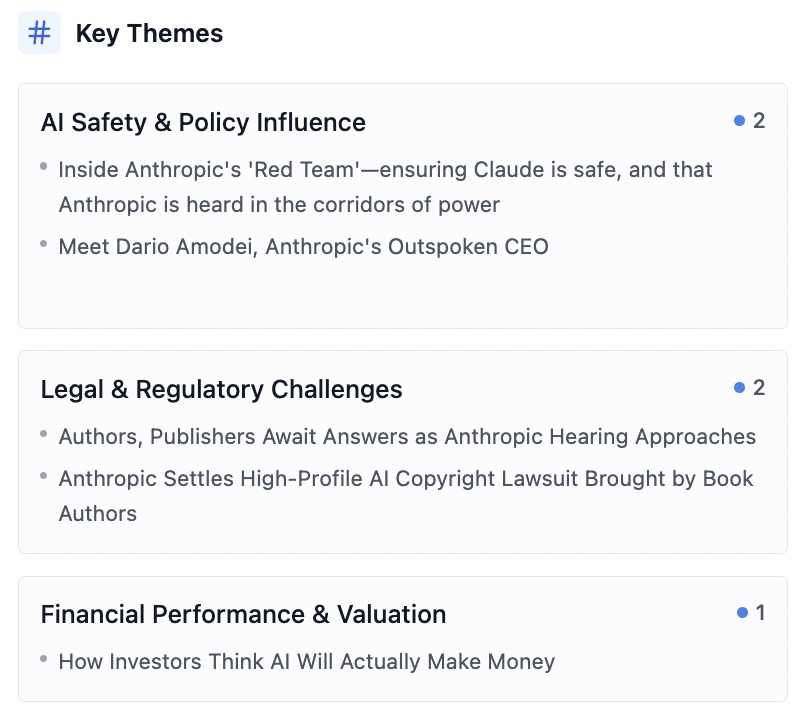 Key Themes
AI Safety & Policy Influence
2
Inside Anthropic's 'Red Team'—ensuring Claude is safe, and that
Anthropic is heard in the corridors of power
Meet Dario Amodei, Anthropic's Outspoken CEO
Legal & Regulatory Challenges
2
Authors, Publishers Await Answers as Anthropic Hearing Approaches
Anthropic Settles High-Profile AI Copyright Lawsuit Brought by Book
Authors
Financial Performance & Valuation
1
How Investors Think AI Will Actually Make Money